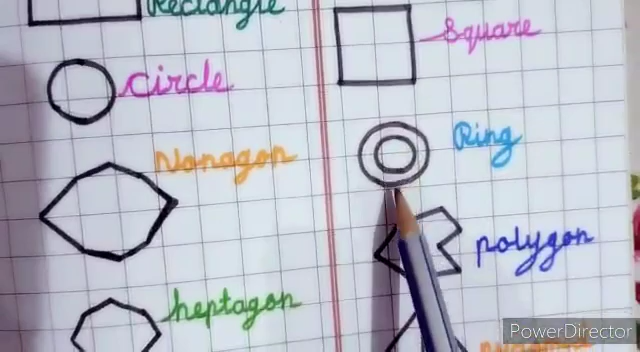 Rectangle
Square
Circle
Ring
Nonagon
polygon
heptagon
PowerDirector